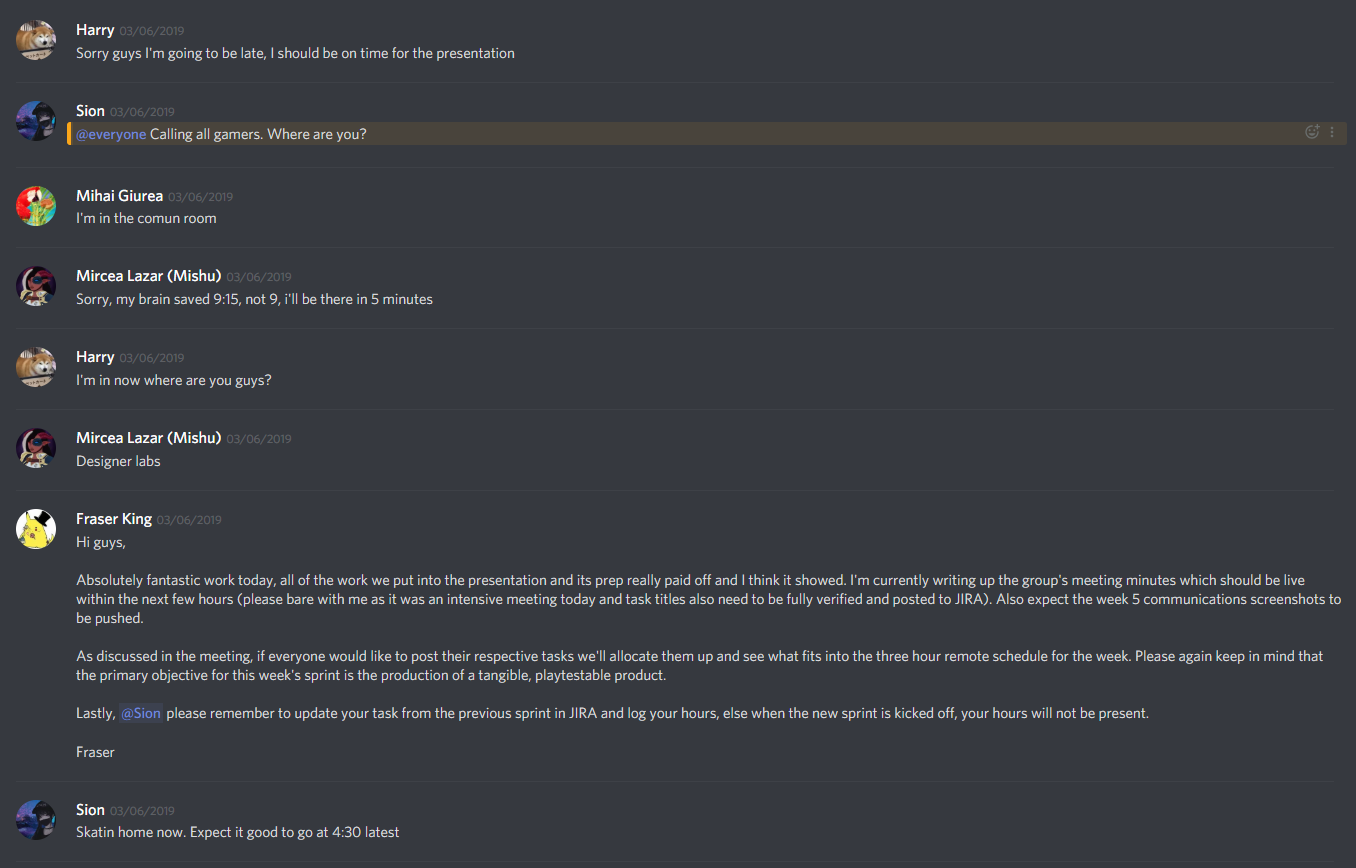 Harry 03/06/2019
Sorry guys I'm going to be late, I should be on time for the presentation
Sion 03/06/2019
@everyone Calling all gamers. Where are you?
Mihai Giurea 03/06/2019
I'm in the comun room
Mircea Lazar (Mishu) 03/06/2019
Sorry, my brain saved 9:15, not 9, i'll be there in 5 minutes
Harry 03/06/2019
I'm in now where are you guys?
Mircea Lazar (Mishu) 03/06/2019
Designer labs
Fraser King 03/06/2019
Hi guys,
Absolutely fantastic work today, all of the work we put into the presentation and its prep really paid off and I think it showed. I'm currently writing up the group's meeting minutes which should be live
within the next few hours (please bare with me as it was an intensive meeting today and task titles also need to be fully verified and posted to JIRA). Also expect the week 5 communications screenshots to
be pushed.
As discussed in the meeting, if everyone would like to post their respective tasks we'll allocate them up and see what fits into the three hour remote schedule for the week. Please again keep in mind that
the primary objective for this week's sprint is the production of a tangible, playtestable product.
Lastly, @Sion please remember to update your task from the previous sprint in JIRA and log your hours, else when the new sprint is kicked off, your hours will not be present.
Fraser
Sion 03/06/2019
Skatin home now. Expect it good to go at 4:30 latest